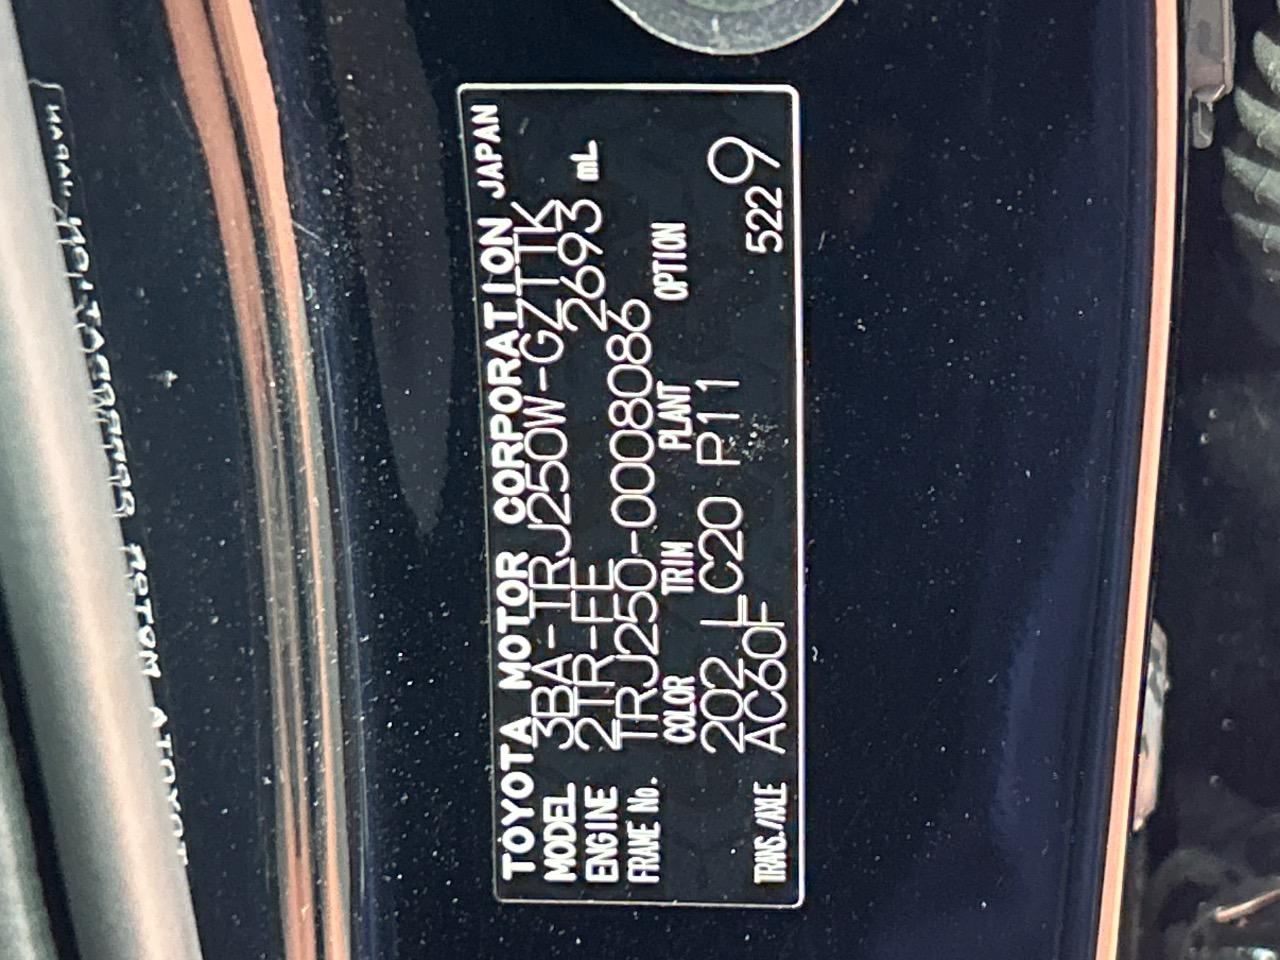 TOYOTA MOTOR CORPORATION JAPAN
MODEL 3BA-TRJ250W-GZTTK
ENGINE 2TR-FE 2693 mL
FRAME No. TRJ250-0008086
COLOR TRIM PLANT OPTION
202 LC20 P11 9
TRANS./AXLE AC60F 5229